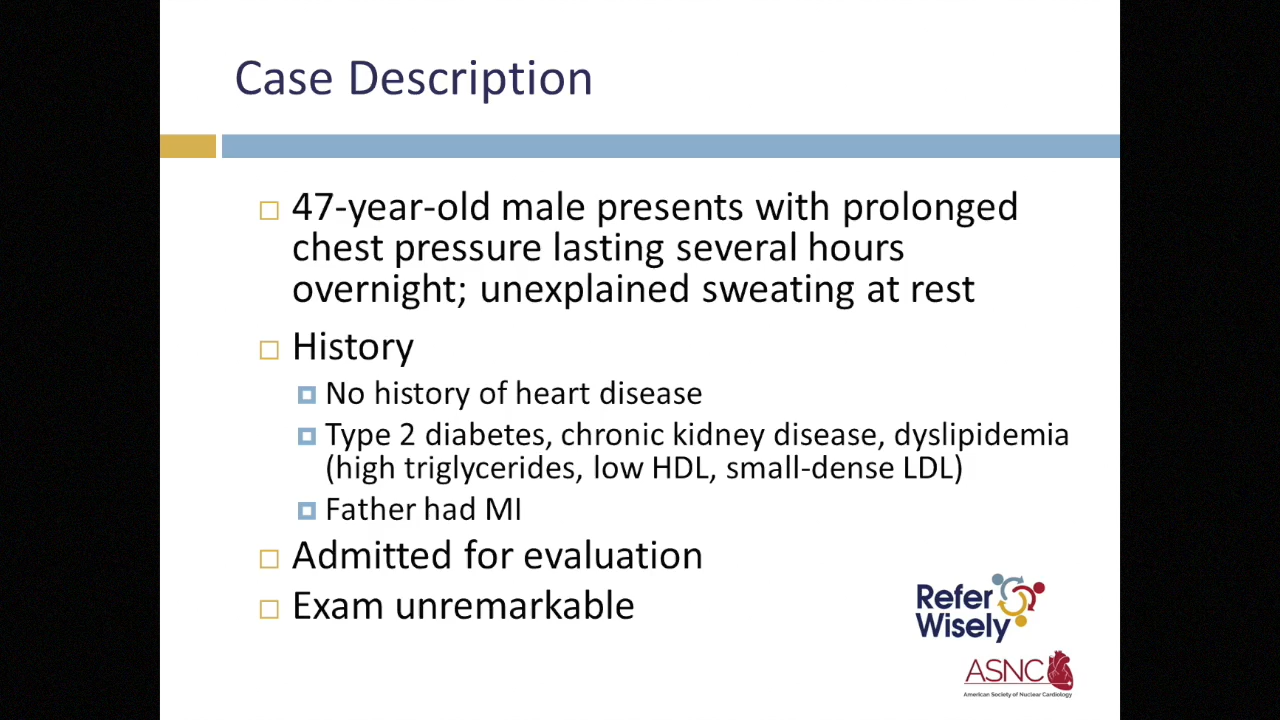 Case Description
47-year-old male presents with prolonged
chest pressure lasting several hours
overnight; unexplained sweating at rest
History
No history of heart disease
Type 2 diabetes, chronic kidney disease, dyslipidemia
(high triglycerides, low HDL, small-dense LDL)
Father had MI
Admitted for evaluation
Exam unremarkable
Refer
Wisely
ASNC
American Society of Nuclear Cardiology